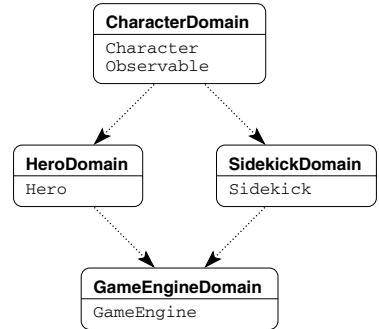 CharacterDomain
Character
Observable
HeroDomain
Hero
SidekickDomain
Sidekick
GameEngineDomain
GameEngine